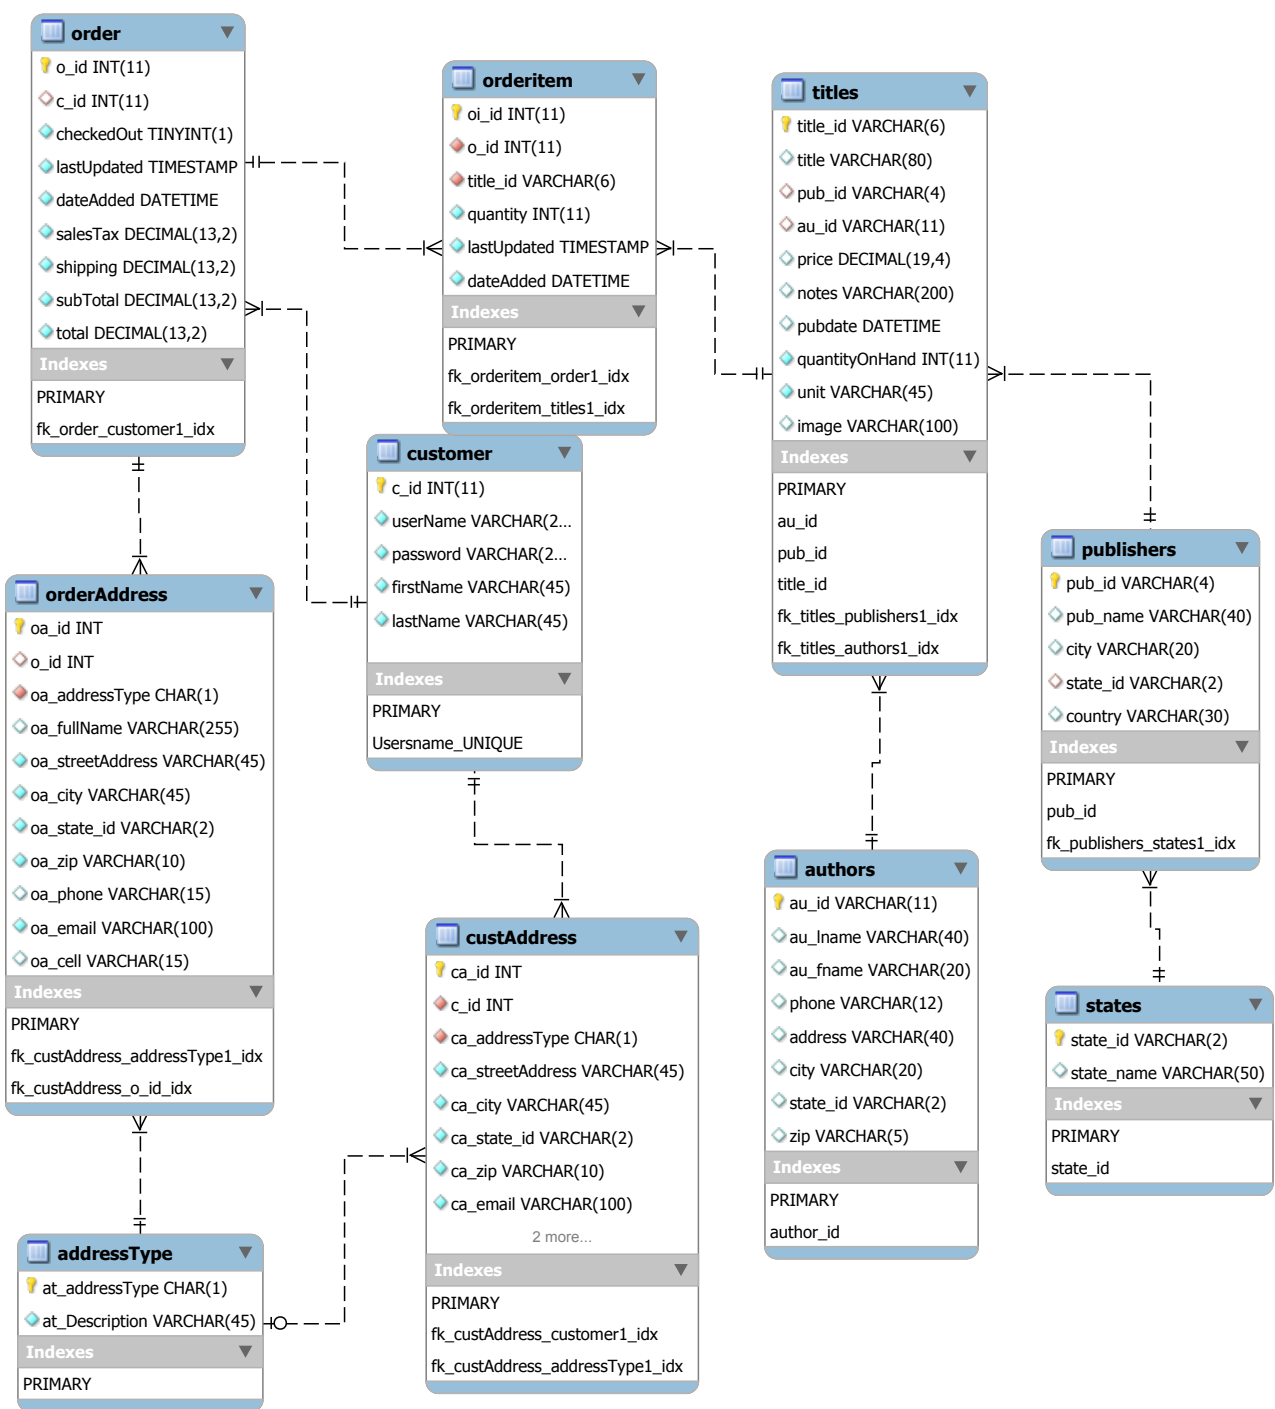 order
o_id INT(11)
c_id INT(11)
checkedOut TINYINT(1)
lastUpdated TIMESTAMP
dateAdded DATETIME
salesTax DECIMAL(13,2)
shipping DECIMAL(13,2)
subTotal DECIMAL(13,2)
total DECIMAL(13,2)
Indexes
PRIMARY
fk_order_customer1_idx
orderitem
oi_id INT(11)
o_id INT(11)
title_id VARCHAR(6)
quantity INT(11)
lastUpdated TIMESTAMP
dateAdded DATETIME
Indexes
PRIMARY
fk_orderitem_order1_idx
fk_orderitem_titles1_idx
titles
title_id VARCHAR(6)
title VARCHAR(80)
pub_id VARCHAR(4)
au_id VARCHAR(11)
price DECIMAL(19,4)
notes VARCHAR(200)
pubdate DATETIME
quantityOnHand INT(11)
unit VARCHAR(45)
image VARCHAR(100)
Indexes
PRIMARY
au_id
pub_id
title_id
fk_titles_publishers1_idx
fk_titles_authors1_idx
customer
c_id INT(11)
userName VARCHAR(2...
password VARCHAR(2...
firstName VARCHAR(45)
lastName VARCHAR(45)
Indexes
PRIMARY
Usersname_UNIQUE
publishers
pub_id VARCHAR(4)
pub_name VARCHAR(40)
city VARCHAR(20)
state_id VARCHAR(2)
country VARCHAR(30)
Indexes
PRIMARY
pub_id
fk_publishers_states1_idx
orderAddress
oa_id INT
o_id INT
oa_addressType CHAR(1)
oa_fullName VARCHAR(255)
oa_streetAddress VARCHAR(45)
oa_city VARCHAR(45)
oa_state_id VARCHAR(2)
oa_zip VARCHAR(10)
oa_phone VARCHAR(15)
oa_email VARCHAR(100)
oa_cell VARCHAR(15)
Indexes
PRIMARY
fk_custAddress_addressType1_idx
fk_custAddress_o_id_idx
authors
au_id VARCHAR(11)
au_lname VARCHAR(40)
au_fname VARCHAR(20)
phone VARCHAR(12)
address VARCHAR(40)
city VARCHAR(20)
state_id VARCHAR(2)
zip VARCHAR(5)
Indexes
PRIMARY
author_id
custAddress
ca_id INT
c_id INT
ca_addressType CHAR(1)
ca_streetAddress VARCHAR(45)
ca_city VARCHAR(45)
ca_state_id VARCHAR(2)
ca_zip VARCHAR(10)
ca_email VARCHAR(100)
2 more...
Indexes
PRIMARY
fk_custAddress_customer1_idx
fk_custAddress_addressType1_idx
states
state_id VARCHAR(2)
state_name VARCHAR(50)
Indexes
PRIMARY
state_id
addressType
at_addressType CHAR(1)
at_Description VARCHAR(45)
Indexes
PRIMARY